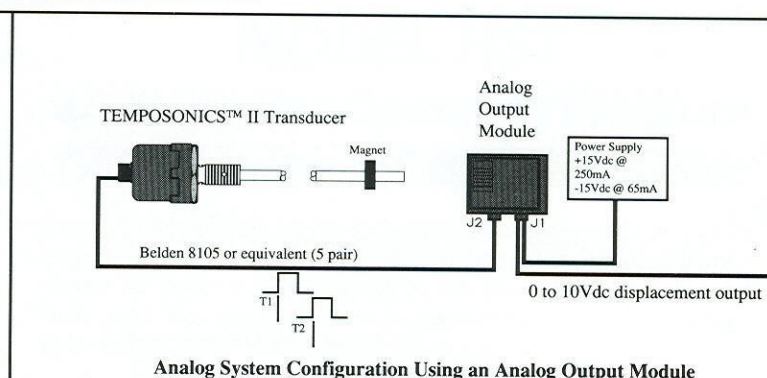 Analog
Output
Module
TEMPOSONICS™ II Transducer
Magnet
Power Supply
+15Vdc @
250mA
-15Vdc @ 65mA
J2
J1
Belden 8105 or equivalent (5 pair)
T1
T2
0 to 10Vdc displacement output
Analog System Configuration Using an Analog Output Module